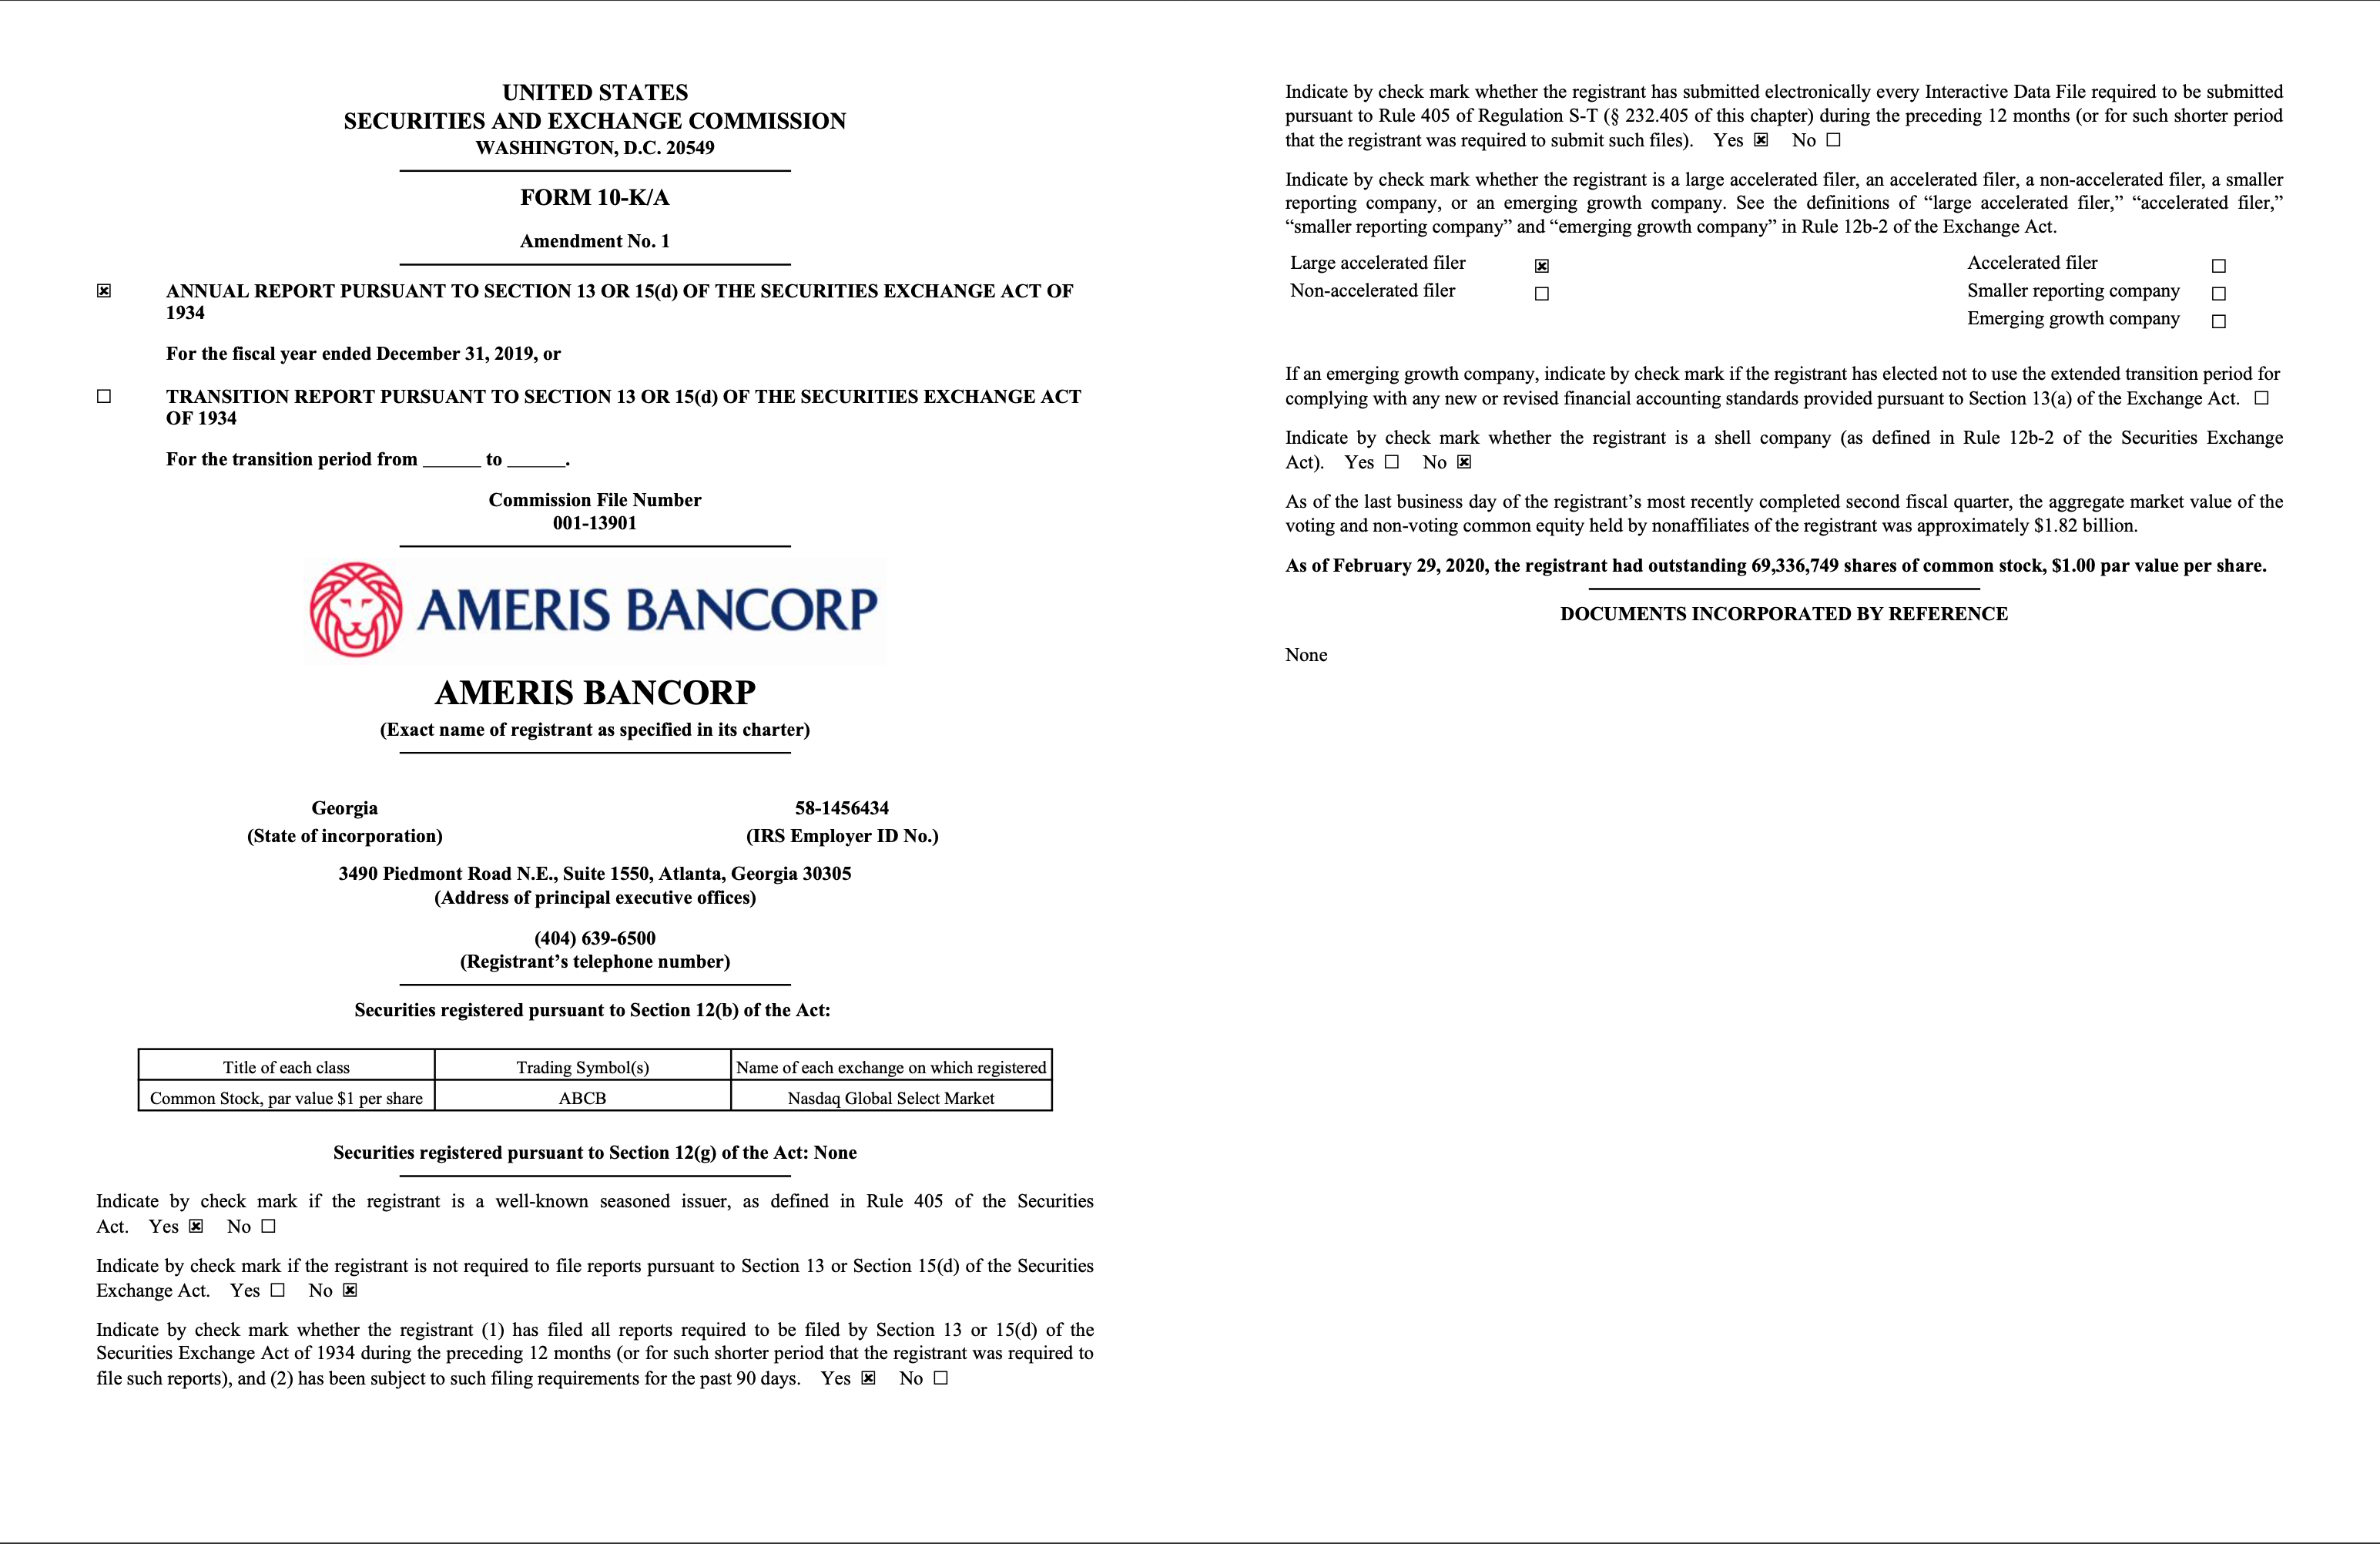 UNITED STATES
SECURITIES AND EXCHANGE COMMISSION
WASHINGTON, D.C. 20549
FORM 10-K/A
Amendment No. 1
☒ ANNUAL REPORT PURSUANT TO SECTION 13 OR 15(d) OF THE SECURITIES EXCHANGE ACT OF
1934
For the fiscal year ended December 31, 2019, or
☐ TRANSITION REPORT PURSUANT TO SECTION 13 OR 15(d) OF THE SECURITIES EXCHANGE ACT
OF 1934
For the transition period from ______ to ______.
Commission File Number
001-13901
AMERIS BANCORP
AMERIS BANCORP
(Exact name of registrant as specified in its charter)
Georgia 58-1456434
(State of incorporation) (IRS Employer ID No.)
3490 Piedmont Road N.E., Suite 1550, Atlanta, Georgia 30305
(Address of principal executive offices)
(404) 639-6500
(Registrant’s telephone number)
Securities registered pursuant to Section 12(b) of the Act:
Title of each class Trading Symbol(s) Name of each exchange on which registered
Common Stock, par value $1 per share ABCB Nasdaq Global Select Market
Securities registered pursuant to Section 12(g) of the Act: None
Indicate by check mark if the registrant is a well-known seasoned issuer, as defined in Rule 405 of the Securities
Act. Yes ☒ No ☐
Indicate by check mark if the registrant is not required to file reports pursuant to Section 13 or Section 15(d) of the Securities
Exchange Act. Yes ☐ No ☒
Indicate by check mark whether the registrant (1) has filed all reports required to be filed by Section 13 or 15(d) of the
Securities Exchange Act of 1934 during the preceding 12 months (or for such shorter period that the registrant was required to
file such reports), and (2) has been subject to such filing requirements for the past 90 days. Yes ☒ No ☐
Indicate by check mark whether the registrant has submitted electronically every Interactive Data File required to be submitted
pursuant to Rule 405 of Regulation S-T (§ 232.405 of this chapter) during the preceding 12 months (or for such shorter period
that the registrant was required to submit such files). Yes ☒ No ☐
Indicate by check mark whether the registrant is a large accelerated filer, an accelerated filer, a non-accelerated filer, a smaller
reporting company, or an emerging growth company. See the definitions of “large accelerated filer,” “accelerated filer,”
“smaller reporting company” and “emerging growth company” in Rule 12b-2 of the Exchange Act.
Large accelerated filer ☒ Accelerated filer ☐
Non-accelerated filer ☐ Smaller reporting company ☐
Emerging growth company ☐
If an emerging growth company, indicate by check mark if the registrant has elected not to use the extended transition period for
complying with any new or revised financial accounting standards provided pursuant to Section 13(a) of the Exchange Act. ☐
Indicate by check mark whether the registrant is a shell company (as defined in Rule 12b-2 of the Securities Exchange
Act). Yes ☐ No ☒
As of the last business day of the registrant’s most recently completed second fiscal quarter, the aggregate market value of the
voting and non-voting common equity held by nonaffiliates of the registrant was approximately $1.82 billion.
As of February 29, 2020, the registrant had outstanding 69,336,749 shares of common stock, $1.00 par value per share.
DOCUMENTS INCORPORATED BY REFERENCE
None